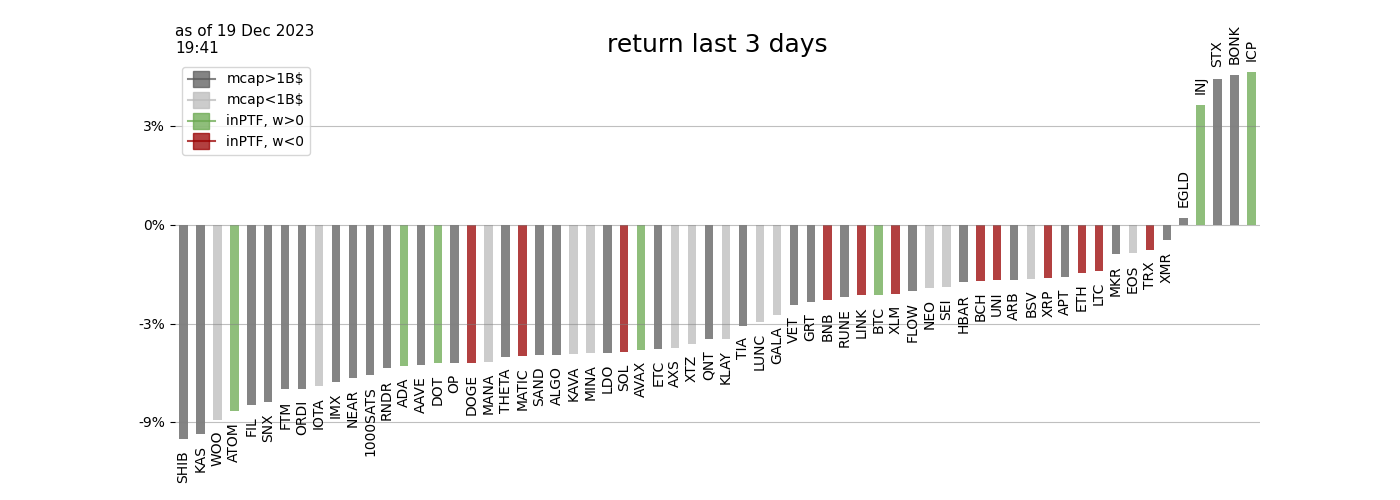 as of 19 Dec 2023
19:41
return last 3 days
mcap>1B$
mcap<1B$
inPTF, w>0
inPTF, w<0
3%
0%
-3%
-9%
SHIB
KAS
WOO
ATOM
FIL
SNX
FTM
ORDI
IOTA
IMX
NEAR
1000SATS
RNDR
ADA
AAVE
DOT
OP
DOGE
MANA
THETA
MATIC
SAND
ALGO
KAVA
MINA
LDO
SOL
AVAX
ETC
AXS
XTZ
QNT
KLAY
TIA
LUNC
GALA
VET
GRT
BNB
RUNE
LINK
BTC
XLM
FLOW
NEO
SEI
HBAR
BCH
UNI
ARB
BSV
XRP
APT
ETH
LTC
MKR
EOS
TRX
XMR
EGLD
INJ
STX
BONK
ICP